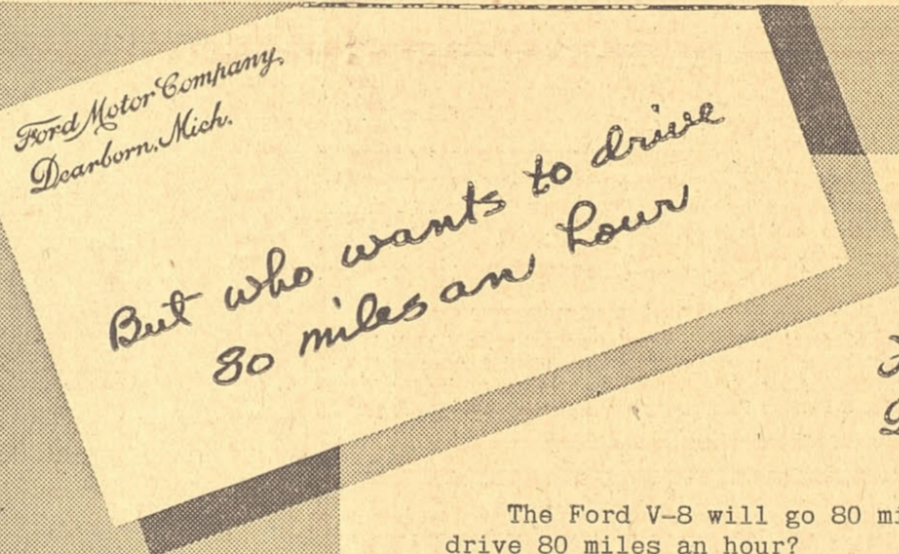 Ford Motor Company,
Dearborn, Mich.
But who wants to drive
80 miles an hour
The Ford V-8 will go 80 mi
drive 80 miles an hour?